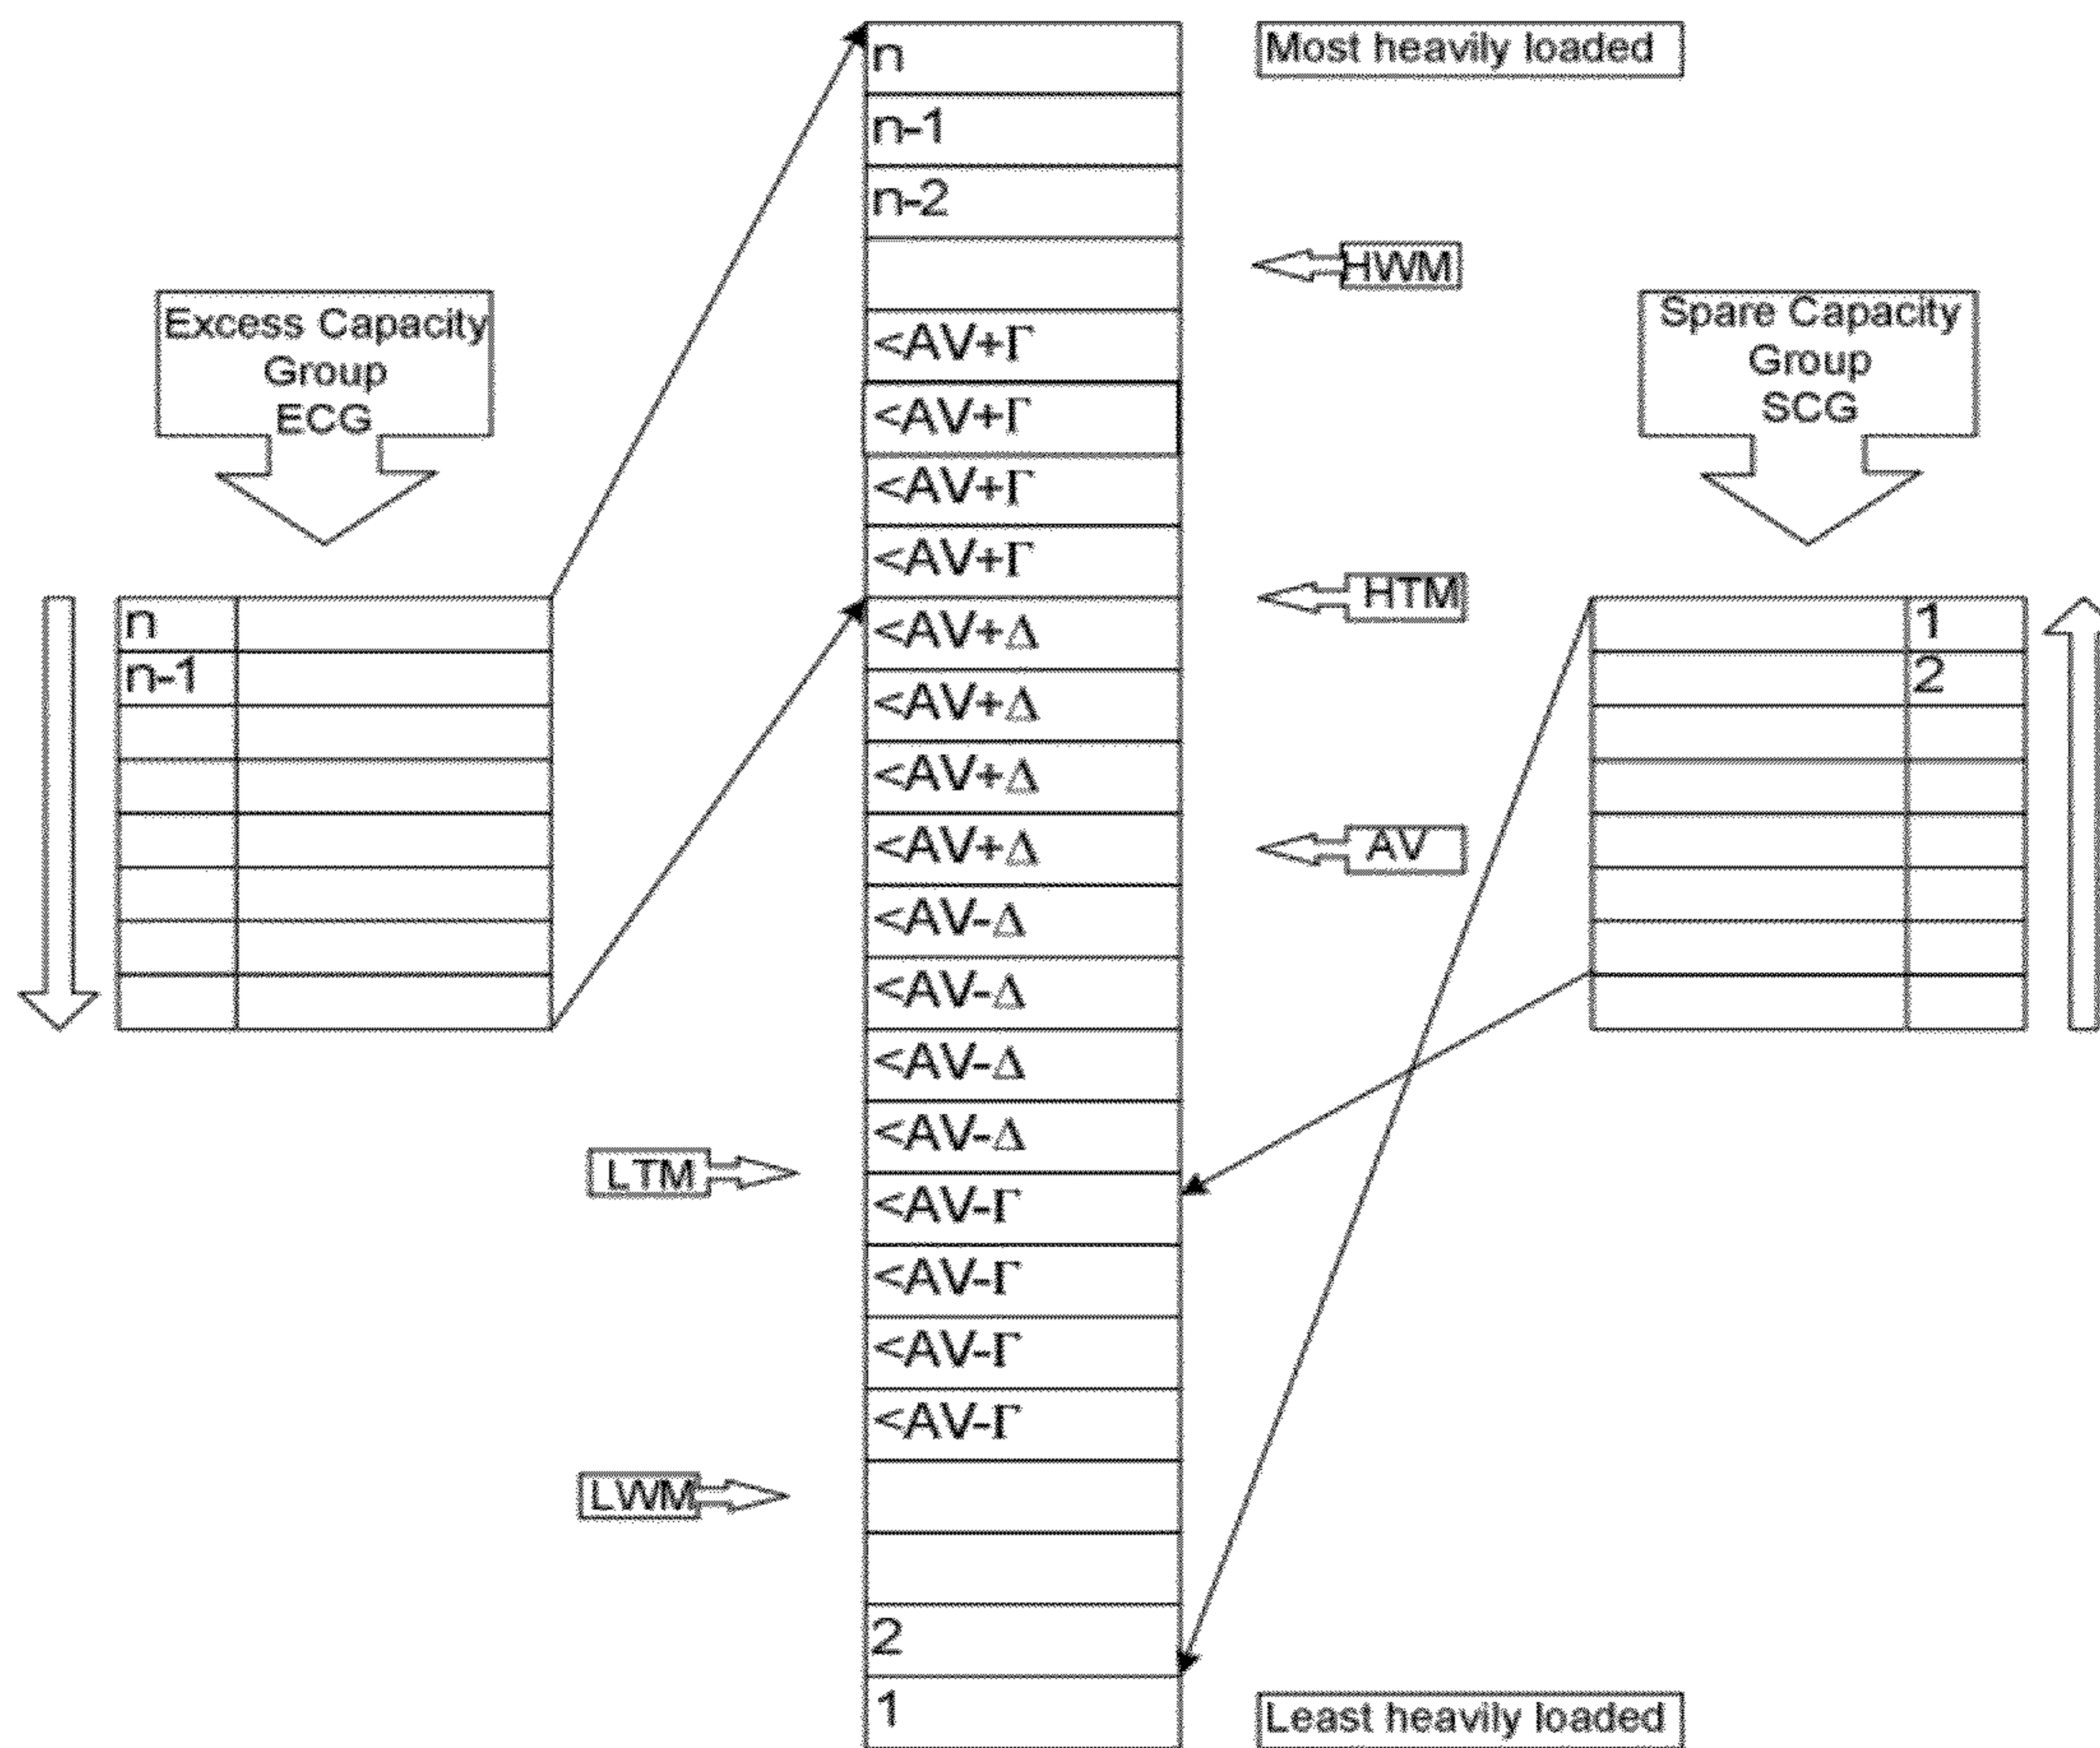 n
Most heavily loaded
n-1
n-2
HWM
Excess Capacity
Group
ECG
Spare Capacity
Group
SCG
<AV+Γ
<AV+Γ
<AV+Γ
<AV+Γ
HTM
n
n-1
1
2
<AV+Δ
<AV+Δ
<AV+Δ
<AV+Δ
AV
<AV-Δ
<AV-Δ
<AV-Δ
<AV-Δ
LTM
<AV-Γ
<AV-Γ
<AV-Γ
<AV-Γ
LWM
2
1
Least heavily loaded